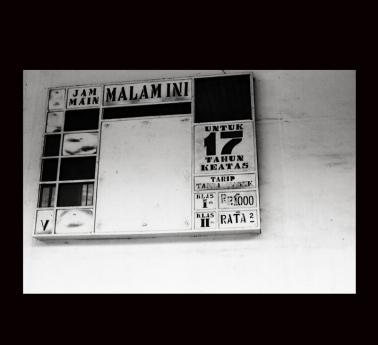 JAM
MAIN
MALAM INI
UNTUK
17
TAHUN
KEATAS
TARIP
KLAS
I
KLAS
II
RATA 2
V